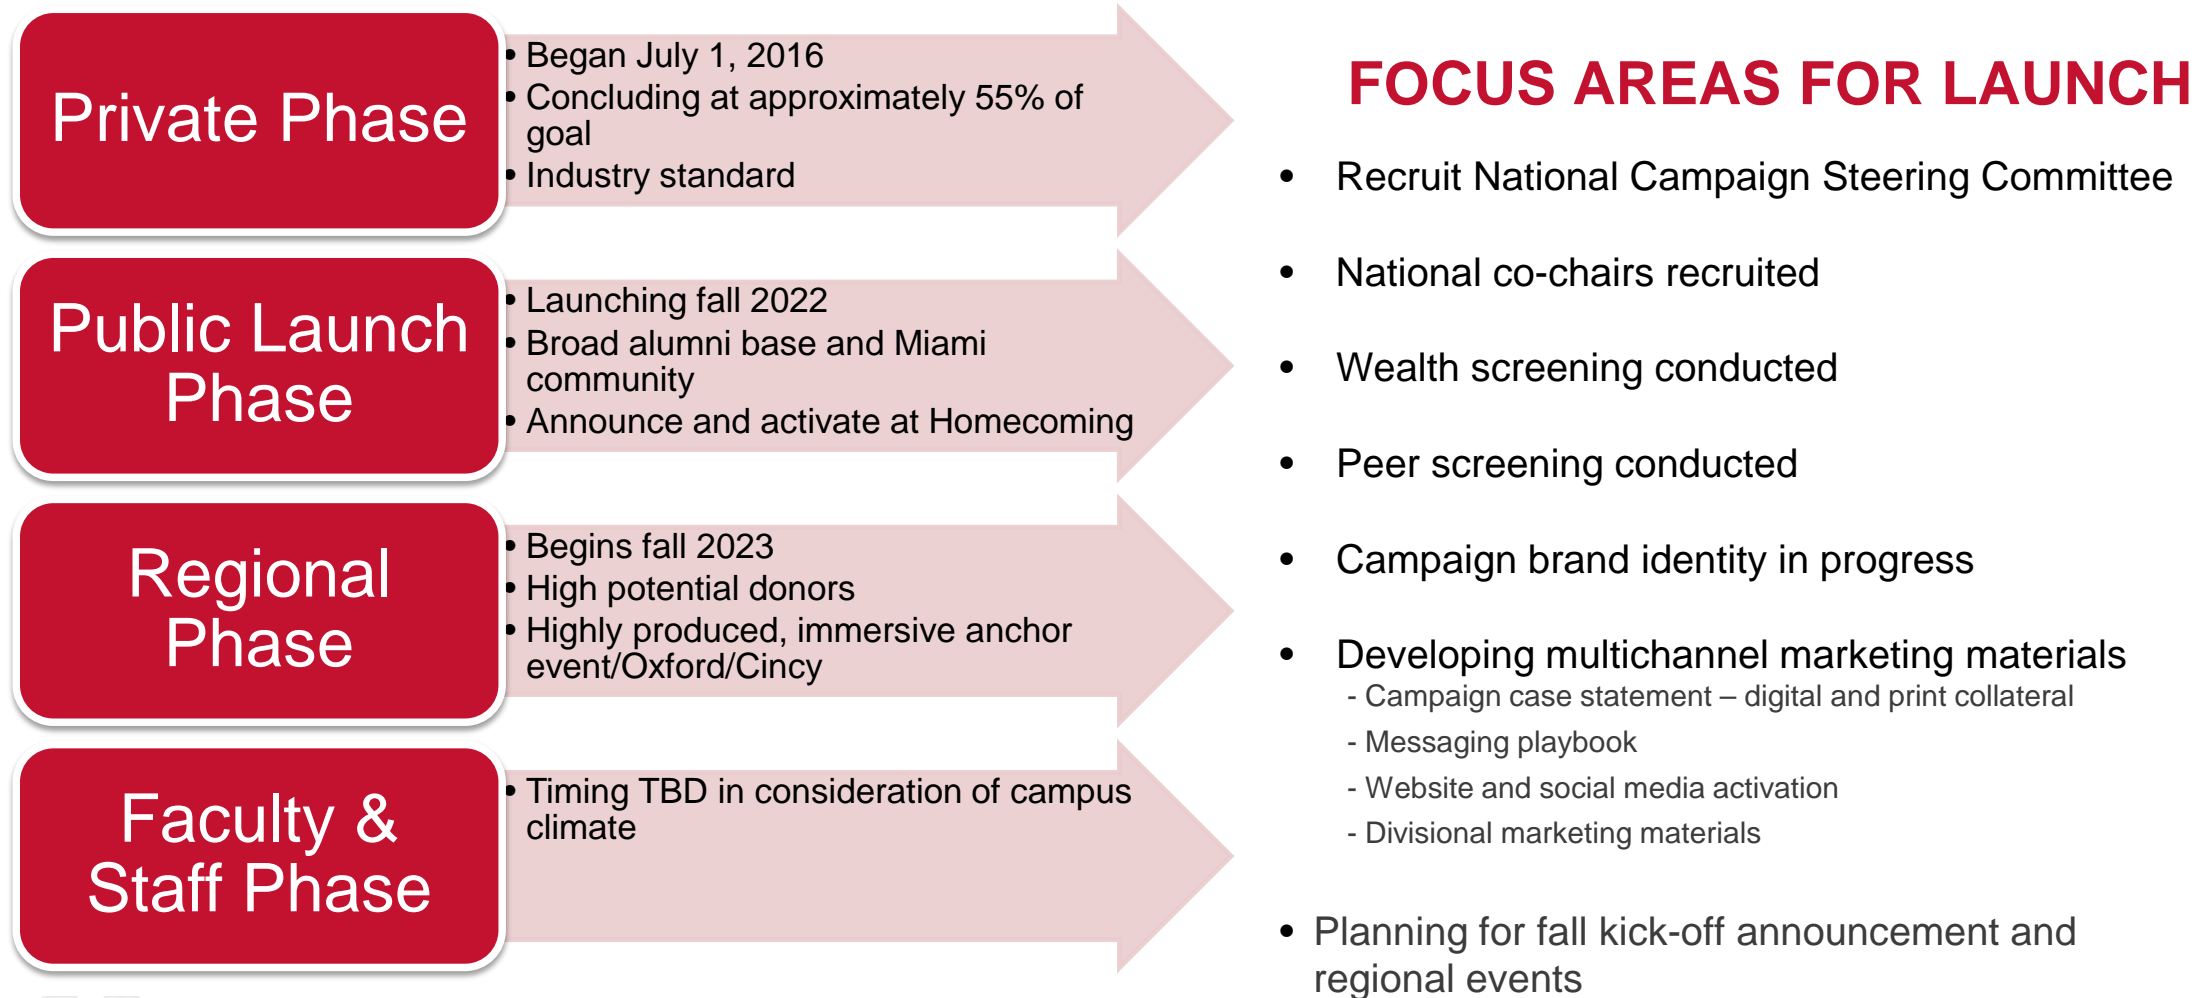 Private Phase
• Began July 1, 2016
• Concluding at approximately 55% of
goal
• Industry standard
Public Launch
Phase
• Launching fall 2022
• Broad alumni base and Miami
community
• Announce and activate at Homecoming
Regional
Phase
• Begins fall 2023
• High potential donors
• Highly produced, immersive anchor
event/Oxford/Cincy
Faculty &
Staff Phase
• Timing TBD in consideration of campus
climate
FOCUS AREAS FOR LAUNCH
• Recruit National Campaign Steering Committee
• National co-chairs recruited
• Wealth screening conducted
• Peer screening conducted
• Campaign brand identity in progress
• Developing multichannel marketing materials
- Campaign case statement – digital and print collateral
- Messaging playbook
- Website and social media activation
- Divisional marketing materials
• Planning for fall kick-off announcement and
regional events